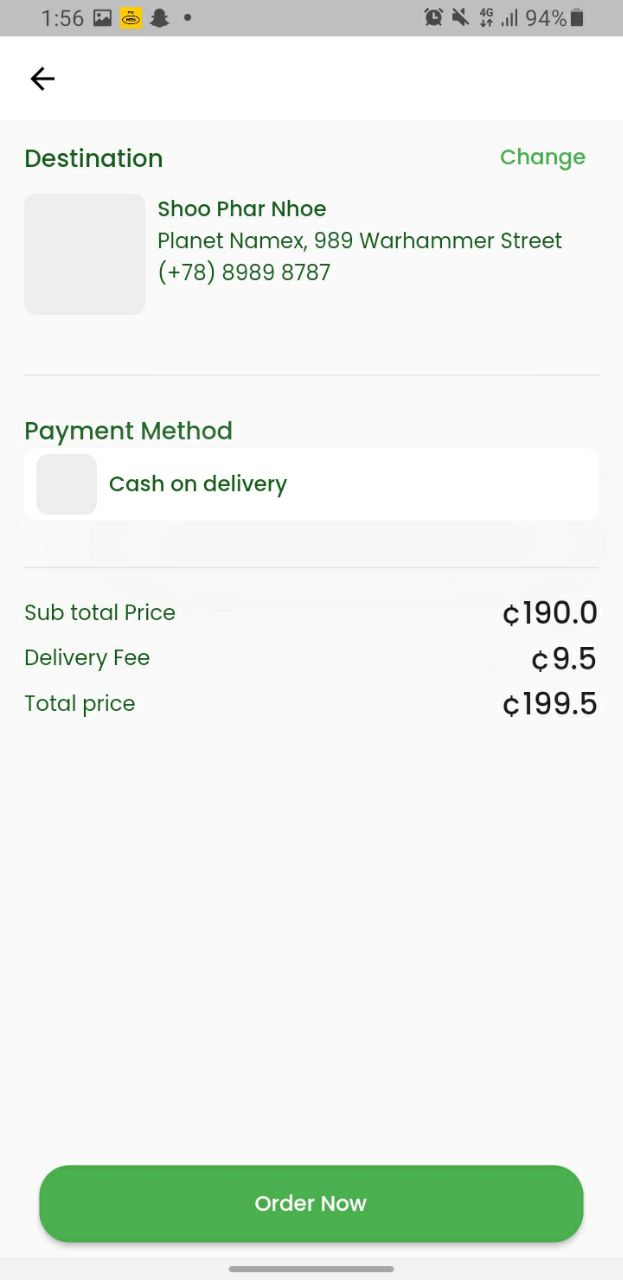 1:56 4G 94%
Destination Change
Shoo Phar Nhoe
Planet Namex, 989 Warhammer Street
(+78) 8989 8787
Payment Method
Cash on delivery
Sub total Price ¢190.0
Delivery Fee ¢9.5
Total price ¢199.5
Order Now